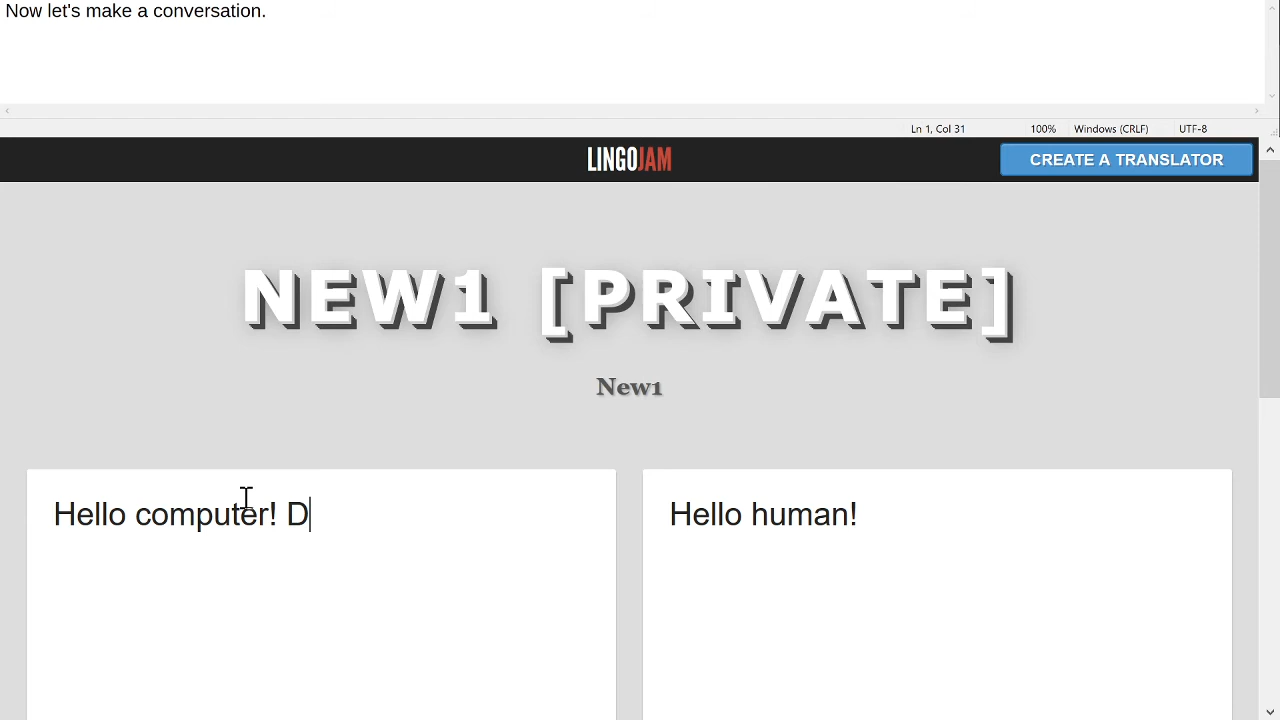 Now let's make a conversation.
Ln 1, Col 31 100% Windows (CRLF) UTF-8
LINGOJAM CREATE A TRANSLATOR
NEW1 [PRIVATE]
New1
Hello computer! D
Hello human!